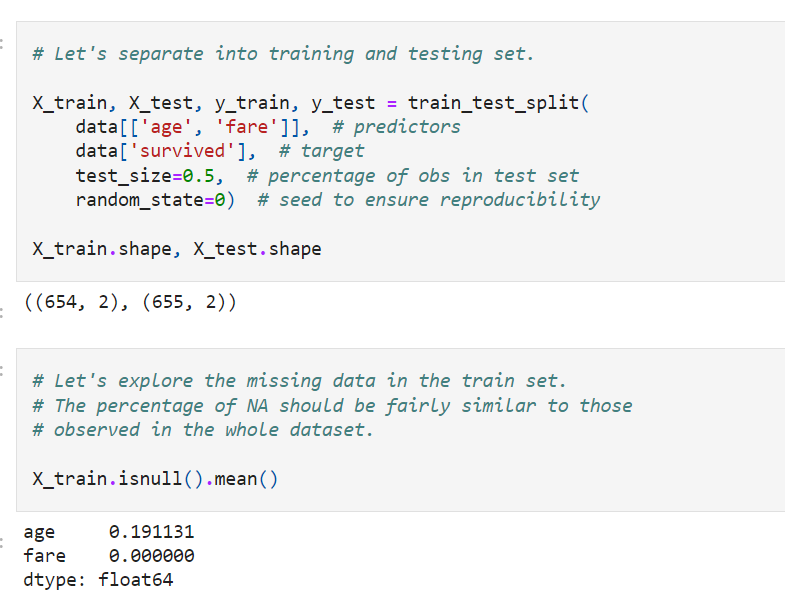 # Let's separate into training and testing set.
X_train, X_test, y_train, y_test = train_test_split(
data[['age', 'fare']],  # predictors
data['survived'],  # target
test_size=0.5,  # percentage of obs in test set
random_state=0)  # seed to ensure reproducibility
X_train.shape, X_test.shape
((654, 2), (655, 2))
# Let's explore the missing data in the train set.
# The percentage of NA should be fairly similar to those
# observed in the whole dataset.
X_train.isnull().mean()
age     0.191131
fare    0.000000
dtype: float64